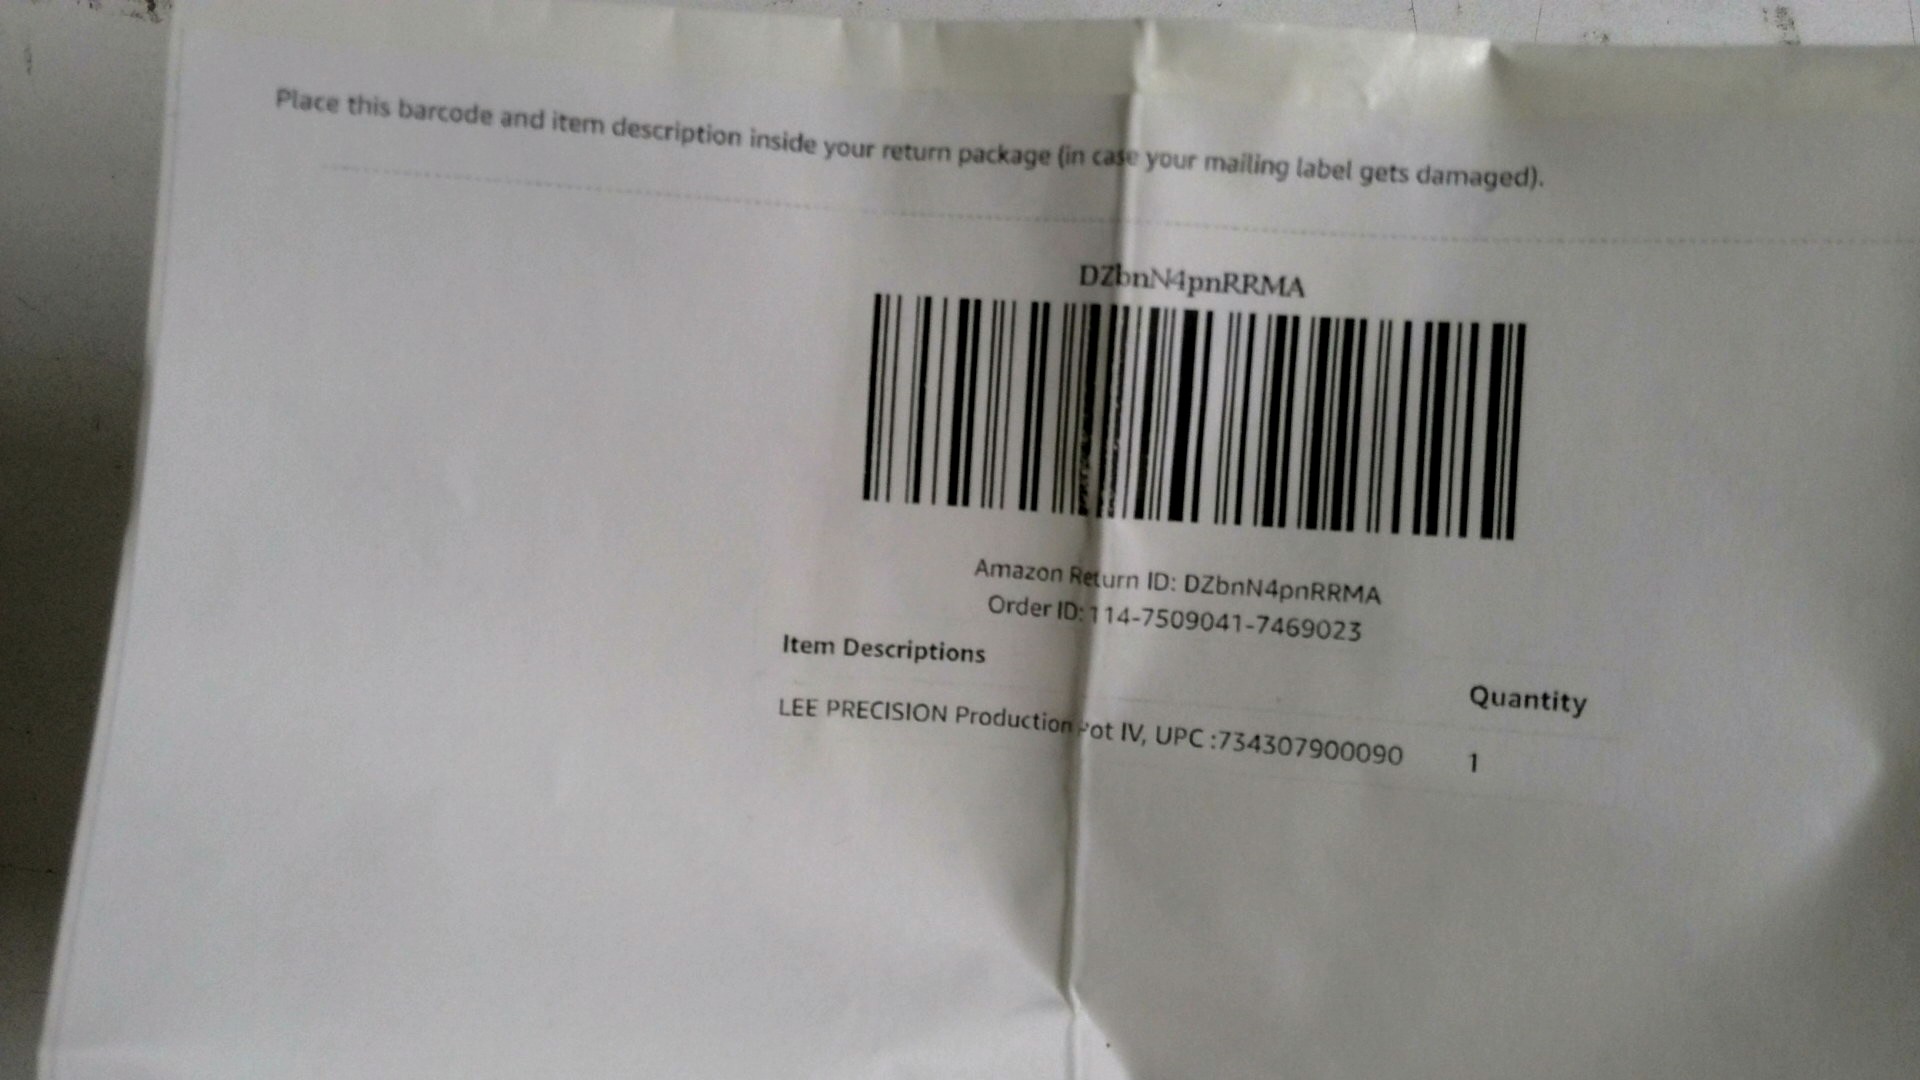 Place this barcode and item description inside your return package (in case your mailing label gets damaged).
DZbnN4pnRRMA
Amazon Return ID: DZbnN4pnRRMA
Order ID: 114-7509041-7469023
Item Descriptions
Quantity
LEE PRECISION Production Pot IV, UPC :734307900090
1